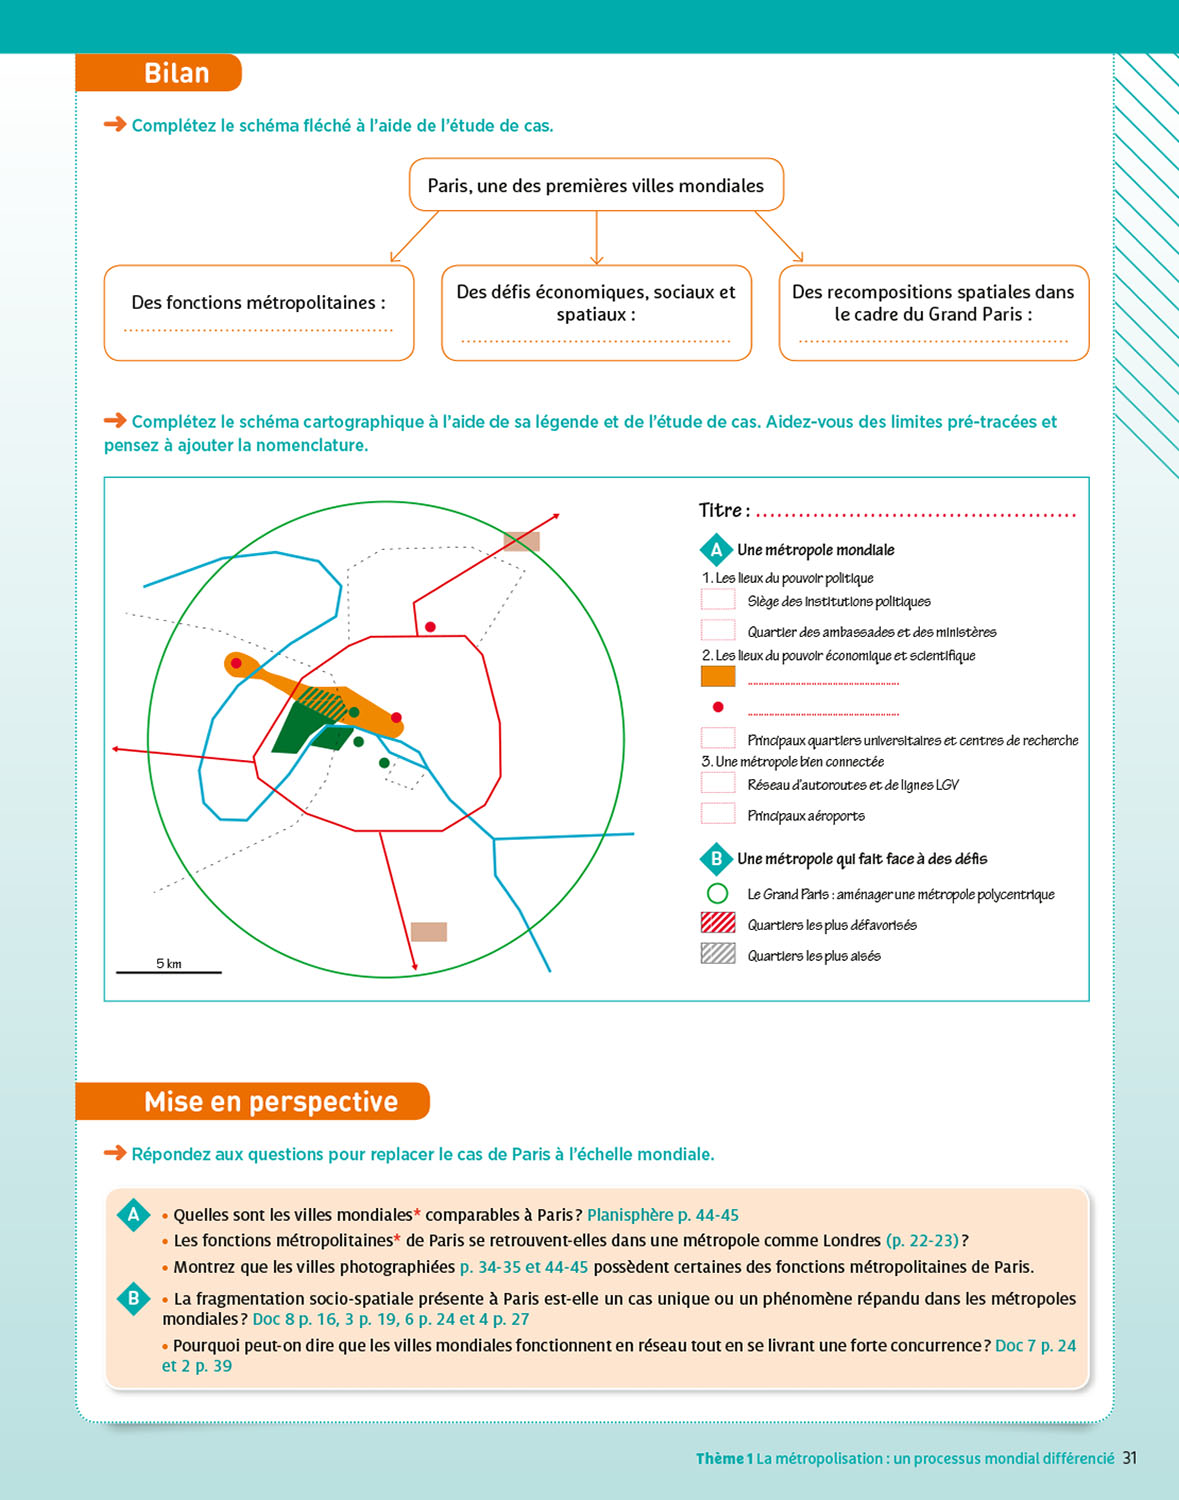 Bilan
➜ Complétez le schéma fléché à l'aide de l'étude de cas.
Paris, une des premières villes mondiales
Des fonctions métropolitaines :
Des défis économiques, sociaux et
spatiaux :
Des recompositions spatiales dans
le cadre du Grand Paris :
➜ Complétez le schéma cartographique à l'aide de sa légende et de l'étude de cas. Aidez-vous des limites pré-tracées et
pensez à ajouter la nomenclature.
5 km
Titre :
A Une métropole mondiale
1. Les lieux du pouvoir politique
Siège des institutions politiques
Quartier des ambassades et des ministères
2. Les lieux du pouvoir économique et scientifique
Principaux quartiers universitaires et centres de recherche
3. Une métropole bien connectée
Réseau d'autoroutes et de lignes LGV
Principaux aéroports
B Une métropole qui fait face à des défis
Le Grand Paris : aménager une métropole polycentrique
Quartiers les plus défavorisés
Quartiers les plus aisés
Mise en perspective
➜ Répondez aux questions pour replacer le cas de Paris à l'échelle mondiale.
A • Quelles sont les villes mondiales* comparables à Paris ? Planisphère p. 44-45
• Les fonctions métropolitaines* de Paris se retrouvent-elles dans une métropole comme Londres (p. 22-23) ?
• Montrez que les villes photographiées p. 34-35 et 44-45 possèdent certaines des fonctions métropolitaines de Paris.
B • La fragmentation socio-spatiale présente à Paris est-elle un cas unique ou un phénomène répandu dans les métropoles
mondiales ? Doc 8 p. 16, 3 p. 19, 6 p. 24 et 4 p. 27
• Pourquoi peut-on dire que les villes mondiales fonctionnent en réseau tout en se livrant une forte concurrence ? Doc 7 p. 24
et 2 p. 39
Thème 1 La métropolisation : un processus mondial différencié 31